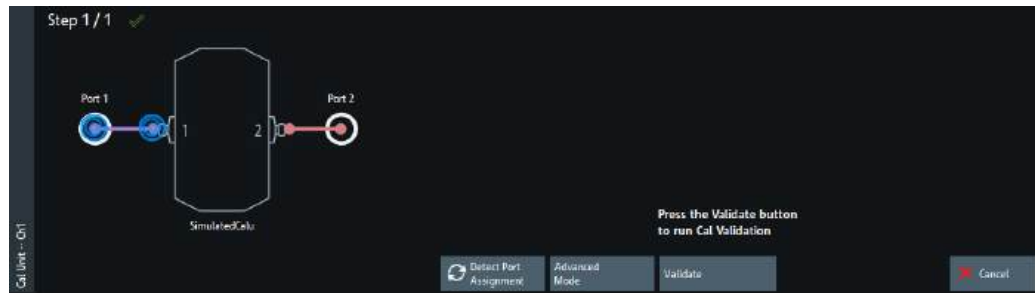 Step 1 / 1
Port 1
Port 2
1
2
SimulatedCalu
Press the Validate button
to run Cal Validation
Detect Port
Assignment
Advanced
Mode
Validate
Cancel
Cal Unit – Ch1